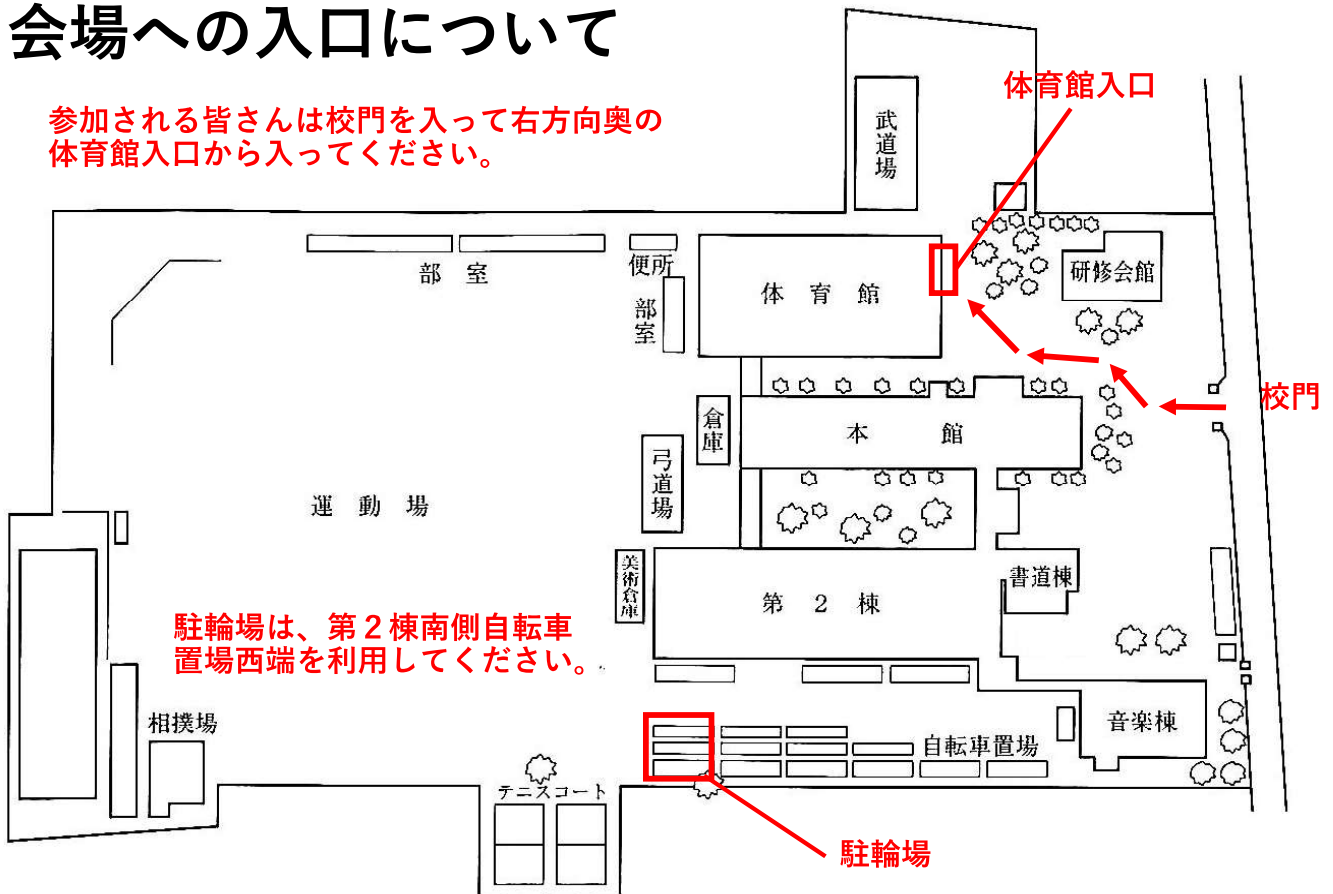 会場への入口について
参加される皆さんは校門を入って右方向奥の
体育館入口から入ってください。
体育館入口
武道場
部 室
便所
部室
体 育 館
研修会館
校門
倉庫
本 館
弓道場
運 動 場
美術倉庫
第 2 棟
書道棟
駐輪場は、第２棟南側自転車
置場西端を利用してください。
相撲場
自転車置場
音楽棟
テニスコート
駐輪場